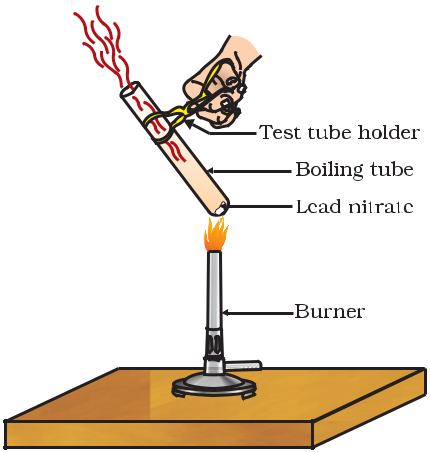 Test tube holder
Boiling tube
Lead nitrate
Burner